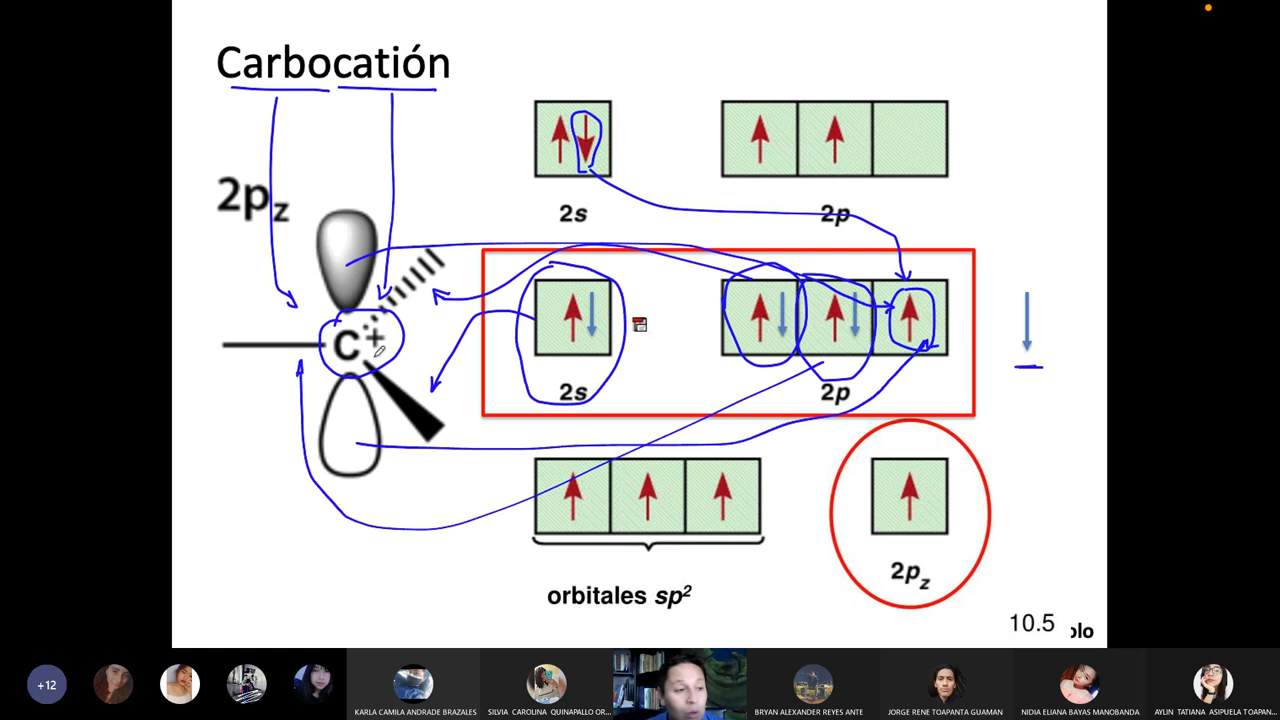 Carbocatión
2pz
2s
2p
C+
2s
2p
orbitales sp²
2pz
10.5
olo
+12
KARLA CAMILA ANDRADE BRAZALES
SILVIA CAROLINA QUINAPALLO OR...
BRYAN ALEXANDER REYES ANTE
JORGE RENE TOAPANTA GUAMAN
NIDIA ELIANA BAYAS MANOBANDA
AYLIN TATIANA ASIPUELA TOAPAN...